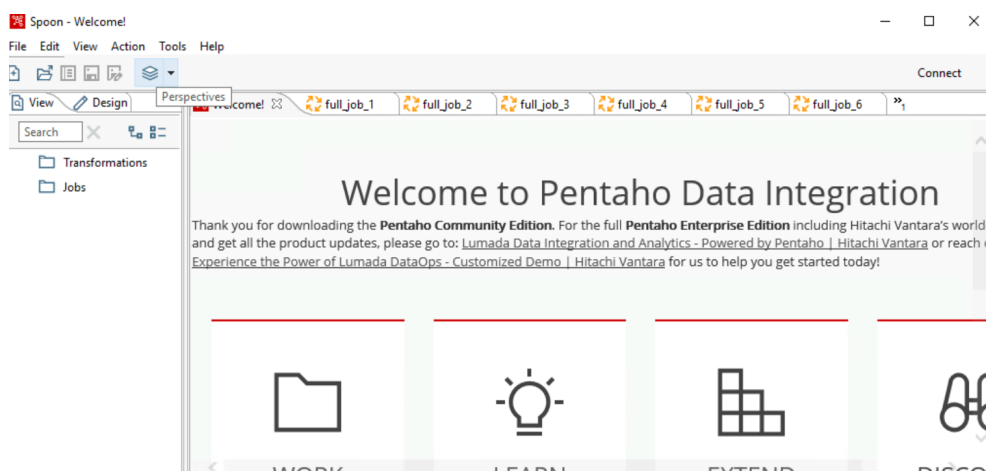 Spoon - Welcome!
File Edit View Action Tools Help
Connect
View Design
Perspectives
Welcome! full_job_1 full_job_2 full_job_3 full_job_4 full_job_5 full_job_6 »1
Search
Transformations
Jobs
Welcome to Pentaho Data Integration
Thank you for downloading the Pentaho Community Edition. For the full Pentaho Enterprise Edition including Hitachi Vantara's world
and get all the product updates, please go to: Lumada Data Integration and Analytics - Powered by Pentaho | Hitachi Vantara or reach
Experience the Power of Lumada DataOps - Customized Demo | Hitachi Vantara for us to help you get started today!
WORK LEARN EXTEND DISCO